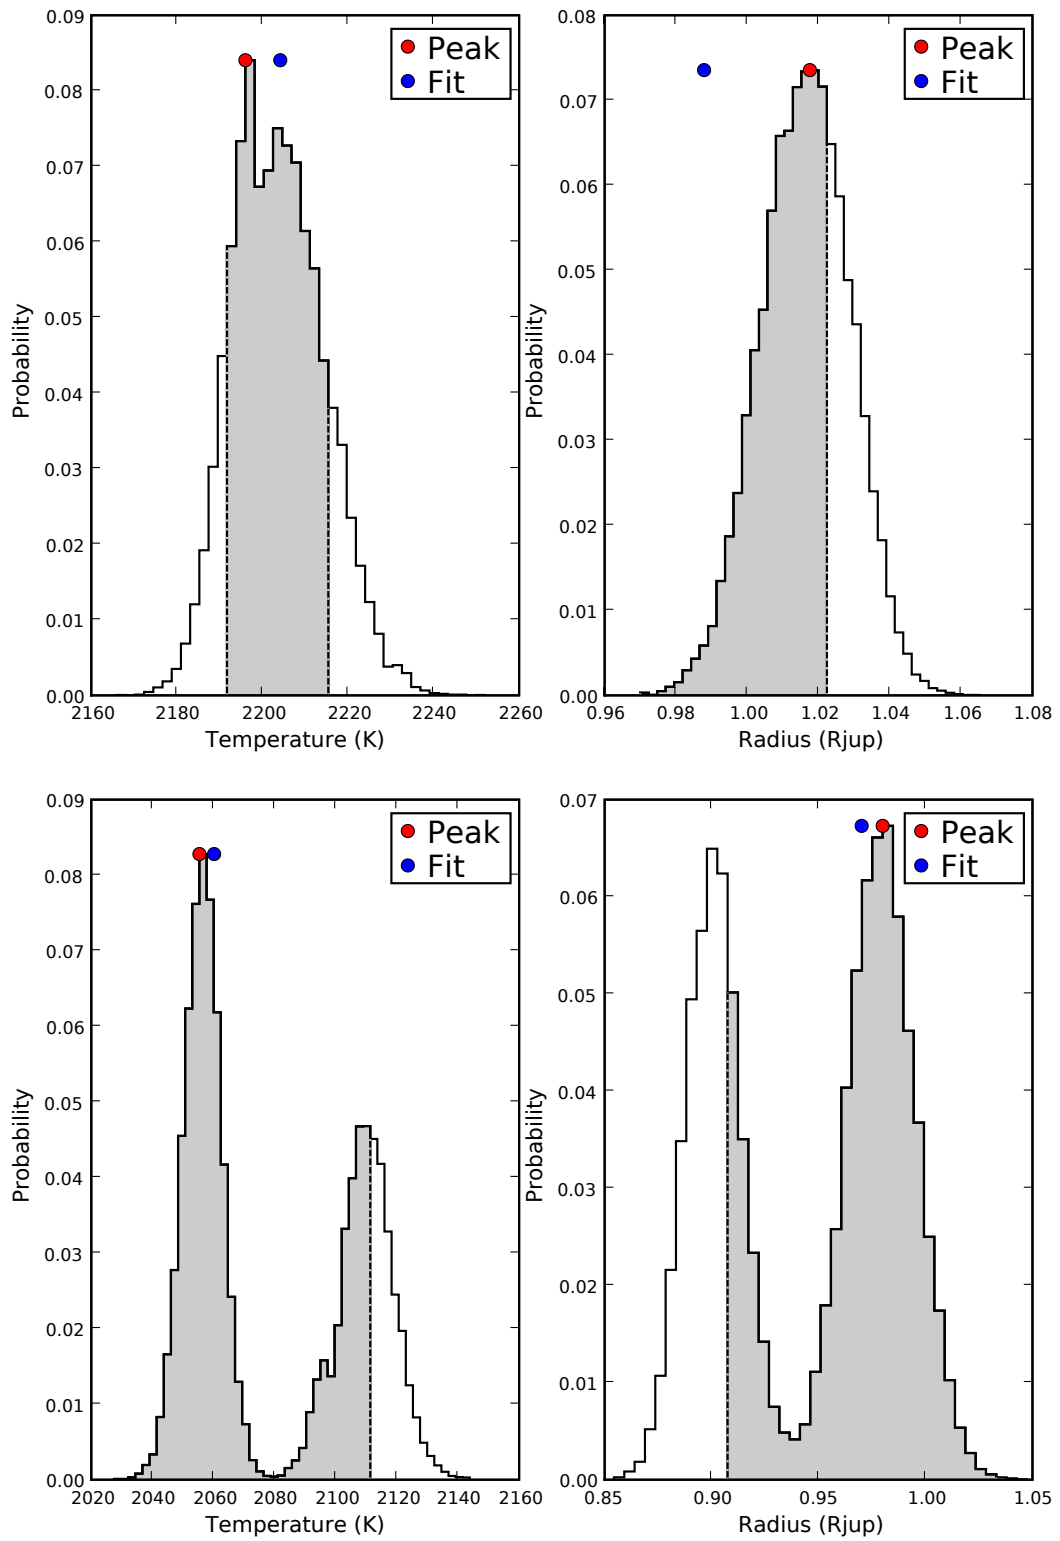 0.09
0.08
0.07
0.06
0.05
0.04
0.03
0.02
0.01
0.00
Probability
2160 2180 2200 2220 2240 2260
Temperature (K)
Peak
Fit
0.08
0.07
0.06
0.05
0.04
0.03
0.02
0.01
0.00
Probability
0.96 0.98 1.00 1.02 1.04 1.06 1.08
Radius (Rjup)
Peak
Fit
0.09
0.08
0.07
0.06
0.05
0.04
0.03
0.02
0.01
0.00
Probability
2020 2040 2060 2080 2100 2120 2140 2160
Temperature (K)
Peak
Fit
0.07
0.06
0.05
0.04
0.03
0.02
0.01
0.00
Probability
0.85 0.90 0.95 1.00 1.05
Radius (Rjup)
Peak
Fit